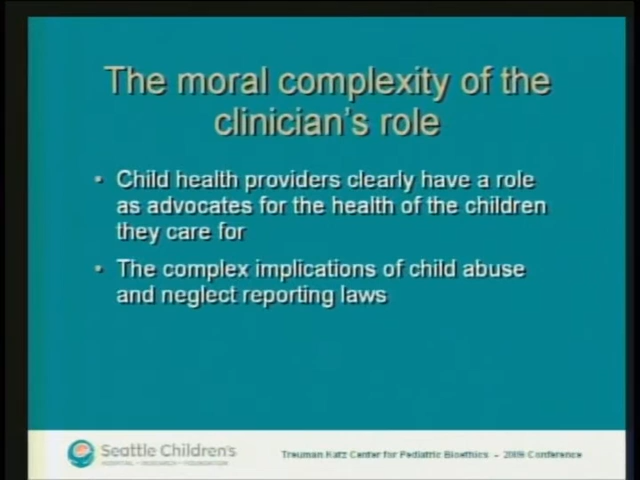 The moral complexity of the
clinician's role
• Child health providers clearly have a role
as advocates for the health of the children
they care for
• The complex implications of child abuse
and neglect reporting laws
Seattle Children's
HOSPITAL • RESEARCH • FOUNDATION
Treuman Katz Center for Pediatric Bioethics – 2009 Conference